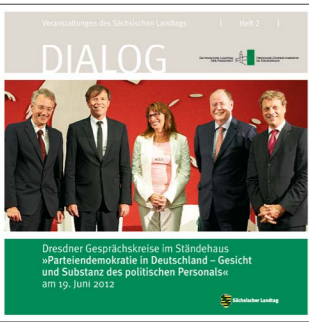 Veranstaltungen des Sächsischen Landtags | Heft 2 |
DIALOG
Dresdner Gesprächskreise im Ständehaus
»Parteiendemokratie in Deutschland – Gesicht
und Substanz des politischen Personals«
am 19. Juni 2012
Sächsischer Landtag